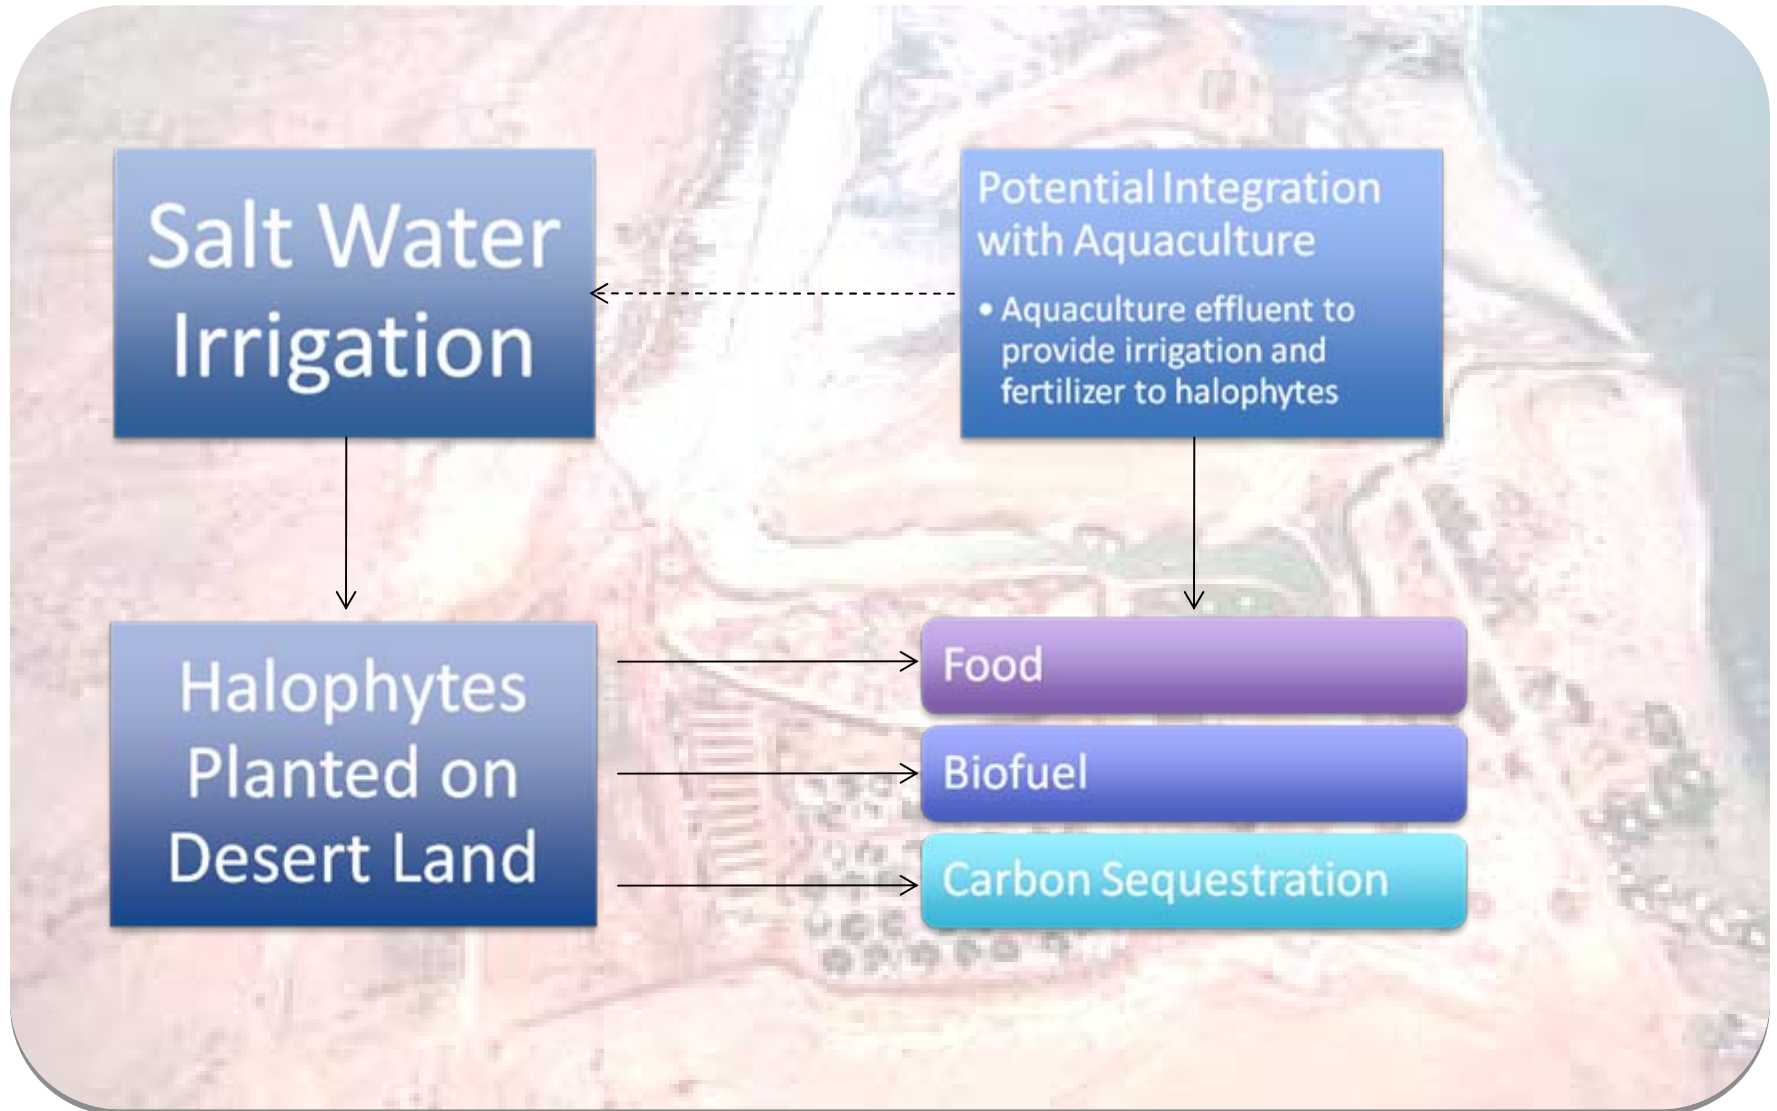 Salt Water
Irrigation
Potential Integration
with Aquaculture
• Aquaculture effluent to
provide irrigation and
fertilizer to halophytes
Halophytes
Planted on
Desert Land
Food
Biofuel
Carbon Sequestration